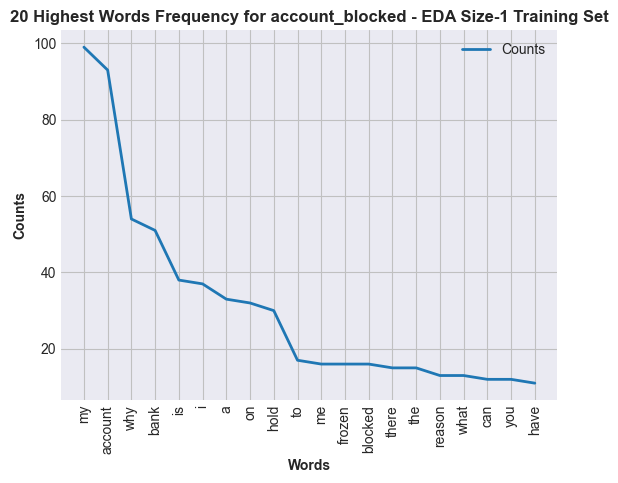 20 Highest Words Frequency for account_blocked - EDA Size-1 Training Set
Counts
100
80
60
40
20
Counts
my
account
why
bank
is
i
a
on
hold
to
me
frozen
blocked
there
the
reason
what
can
you
have
Words